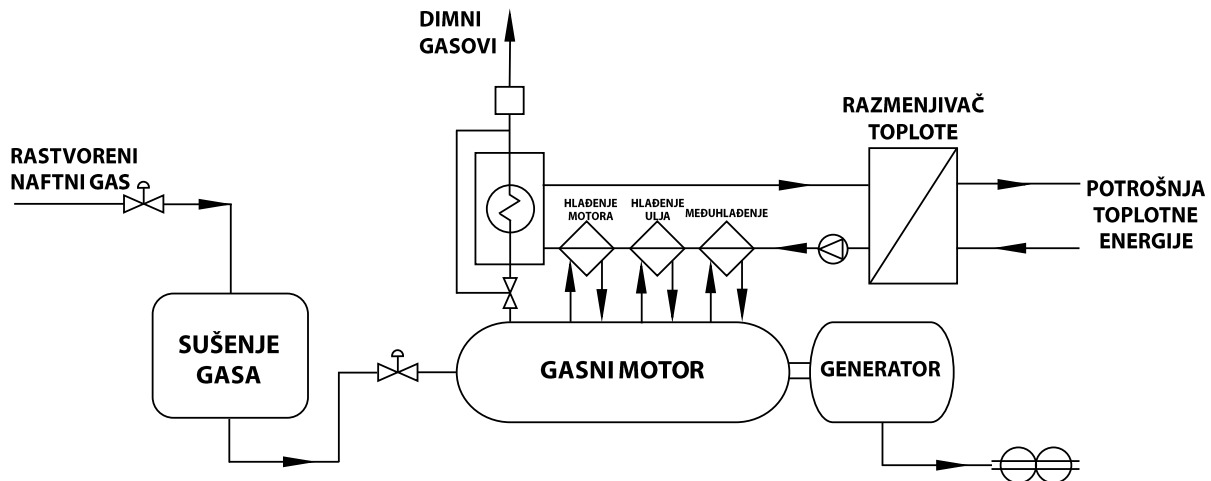 DIMNI
GASOVI
RAZMENJIVAČ
TOPLOTE
RASTVORENI
NAFTNI GAS
POTROŠNJA
TOPLOTNE
ENERGIJE
HLAĐENJE
MOTORA
HLAĐENJE
ULJA
MEĐUHLAĐENJE
SUŠENJE
GASA
GASNI MOTOR
GENERATOR